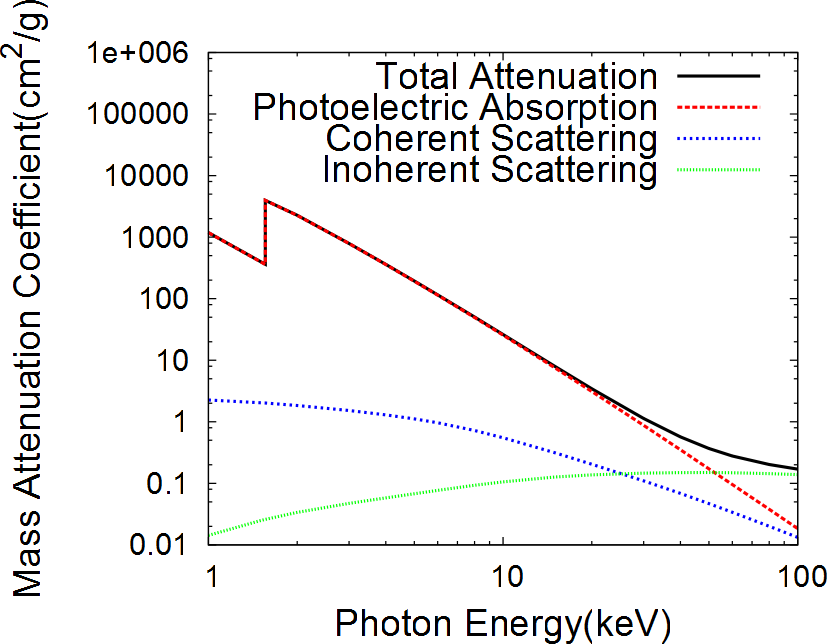 Mass Attenuation Coefficient(cm²/g)
1e+006
100000
10000
1000
100
10
1
0.1
0.01
Total Attenuation
Photoelectric Absorption
Coherent Scattering
Inoherent Scattering
1 10 100
Photon Energy(keV)